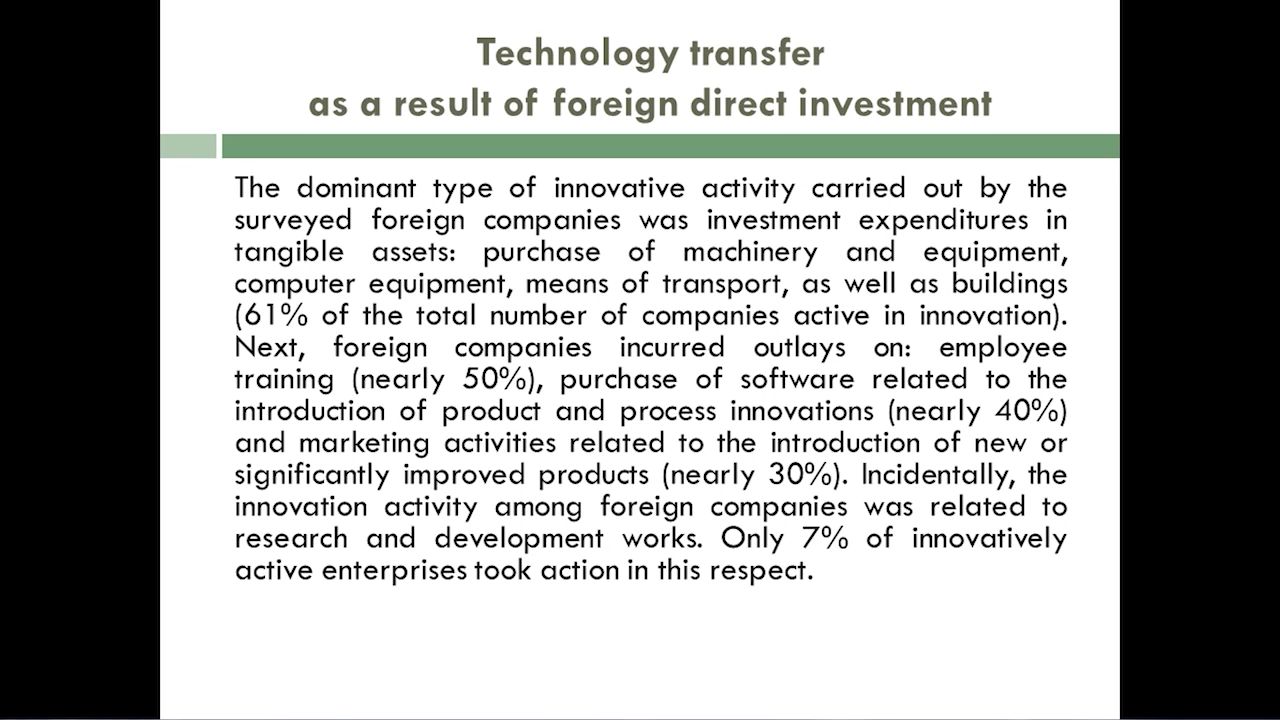 Technology transfer
as a result of foreign direct investment
The dominant type of innovative activity carried out by the
surveyed foreign companies was investment expenditures in
tangible assets: purchase of machinery and equipment,
computer equipment, means of transport, as well as buildings
(61% of the total number of companies active in innovation).
Next, foreign companies incurred outlays on: employee
training (nearly 50%), purchase of software related to the
introduction of product and process innovations (nearly 40%)
and marketing activities related to the introduction of new or
significantly improved products (nearly 30%). Incidentally, the
innovation activity among foreign companies was related to
research and development works. Only 7% of innovatively
active enterprises took action in this respect.